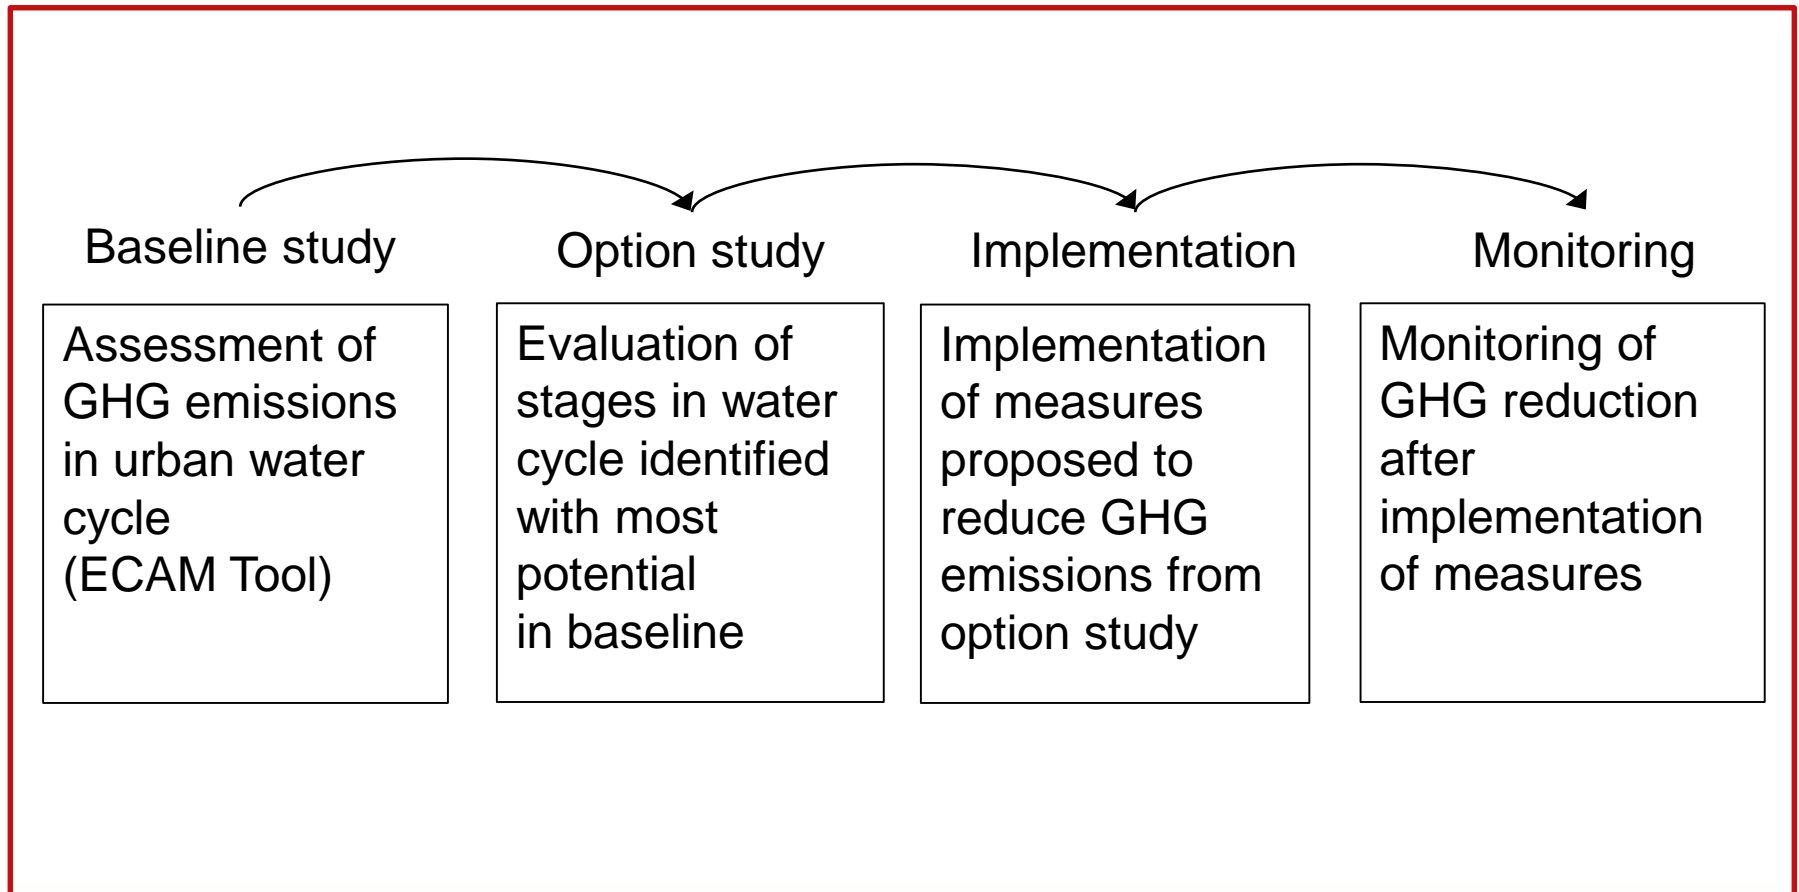 Baseline study
Option study
Implementation
Monitoring
Assessment of
GHG emissions
in urban water
cycle
(ECAM Tool)
Evaluation of
stages in water
cycle identified
with most
potential
in baseline
Implementation
of measures
proposed to
reduce GHG
emissions from
option study
Monitoring of
GHG reduction
after
implementation
of measures